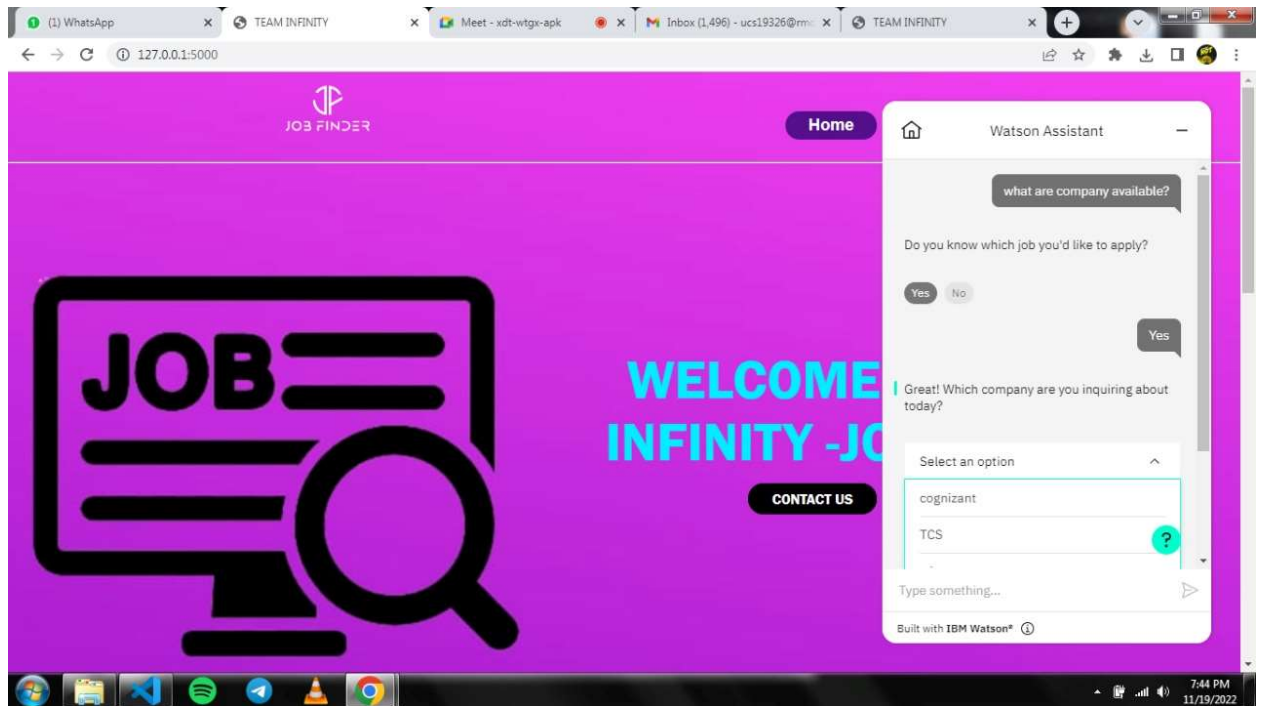 (1) WhatsApp
TEAM INFINITY
Meet - xdt-wtgx-apk
Inbox (1,496) - ucs19326@rmc
TEAM INFINITY
127.0.0.1:5000
JF
JOB FINDER
Home
Watson Assistant
what are company available?
Do you know which job you'd like to apply?
Yes No
Yes
Great! Which company are you inquiring about
today?
JOB
WELCOME
INFINITY -JO
CONTACT US
Select an option
cognizant
TCS
?
Type something...
Built with IBM Watson®
7:44 PM
11/19/2022